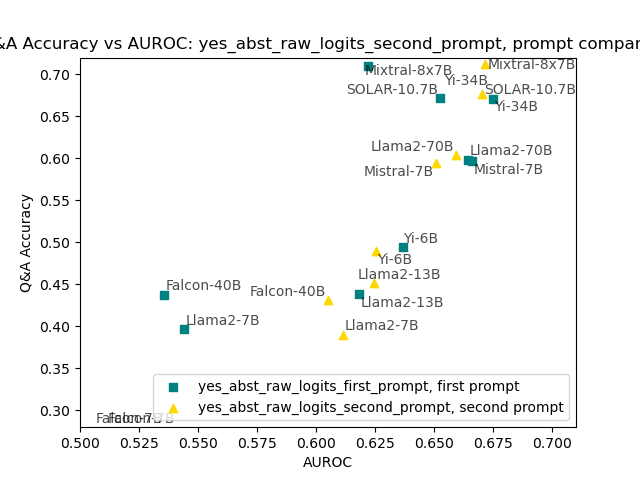 &A Accuracy vs AUROC: yes_abst_raw_logits_second_prompt, prompt compar
Q&A Accuracy
0.70
0.65
0.60
0.55
0.50
0.45
0.40
0.35
0.30
Mixtral-8x7B
Mixtral-8x7B
Yi-34B
SOLAR-10.7B
SOLAR-10.7B
Yi-34B
Llama2-70B
Llama2-70B
Mistral-7B
Mistral-7B
Yi-6B
Yi-6B
Llama2-13B
Falcon-40B
Falcon-40B
Llama2-13B
Llama2-7B
Llama2-7B
yes_abst_raw_logits_first_prompt, first prompt
yes_abst_raw_logits_second_prompt, second prompt
Falcon-7B
Falcon-7B
0.500
0.525
0.550
0.575
0.600
0.625
0.650
0.675
0.700
AUROC